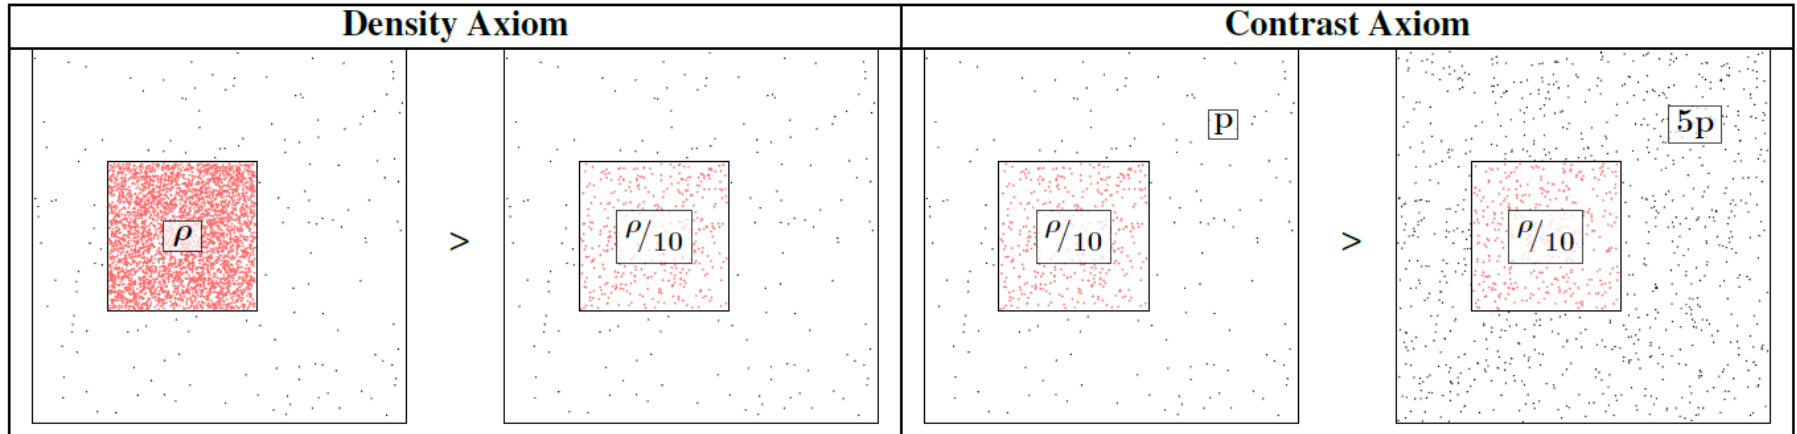 Density Axiom
Contrast Axiom
ρ
>
ρ/10
ρ/10
p
>
ρ/10
5p